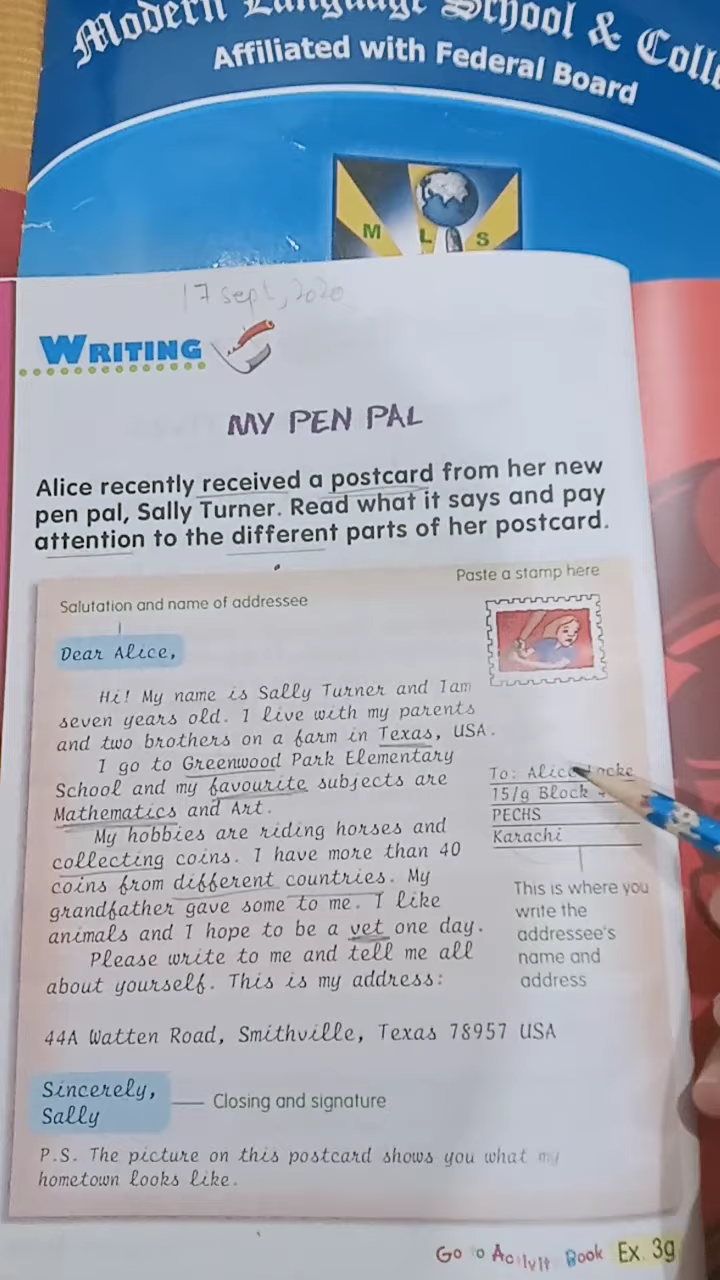 Modern Language School & Coll
Affiliated with Federal Board
M L S
17 sept, 2020
WRITING
MY PEN PAL
Alice recently received a postcard from her new
pen pal, Sally Turner. Read what it says and pay
attention to the different parts of her postcard.
Paste a stamp here
Salutation and name of addressee
Dear Alice,
Hi! My name is Sally Turner and I am
seven years old. I live with my parents
and two brothers on a farm in Texas, USA.
I go to Greenwood Park Elementary
School and my favourite subjects are
Mathematics and Art.
My hobbies are riding horses and
collecting coins. I have more than 40
coins from different countries. My
grandfather gave some to me. I like
animals and I hope to be a vet one day.
Please write to me and tell me all
about yourself. This is my address:
44A Watten Road, Smithville, Texas 78957 USA
Sincerely,
Sally
Closing and signature
P.S. The picture on this postcard shows you what my
hometown looks like.
To: Alice
15/g Block
PECHS
Karachi
This is where you
write the
addressee's
name and
address
Go to Activity Book Ex. 3g